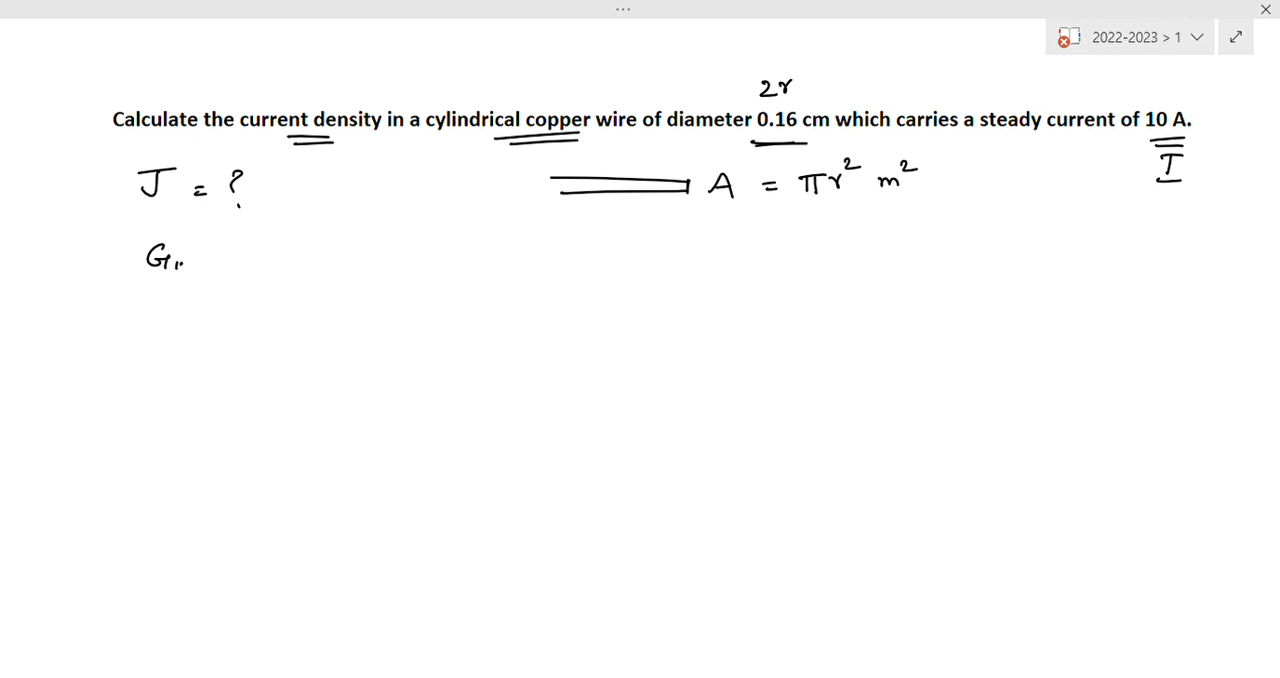 2022-2023 > 1
2r
Calculate the current density in a cylindrical copper wire of diameter 0.16 cm which carries a steady current of 10 A.
I
J = ?
A = πr² m²
G